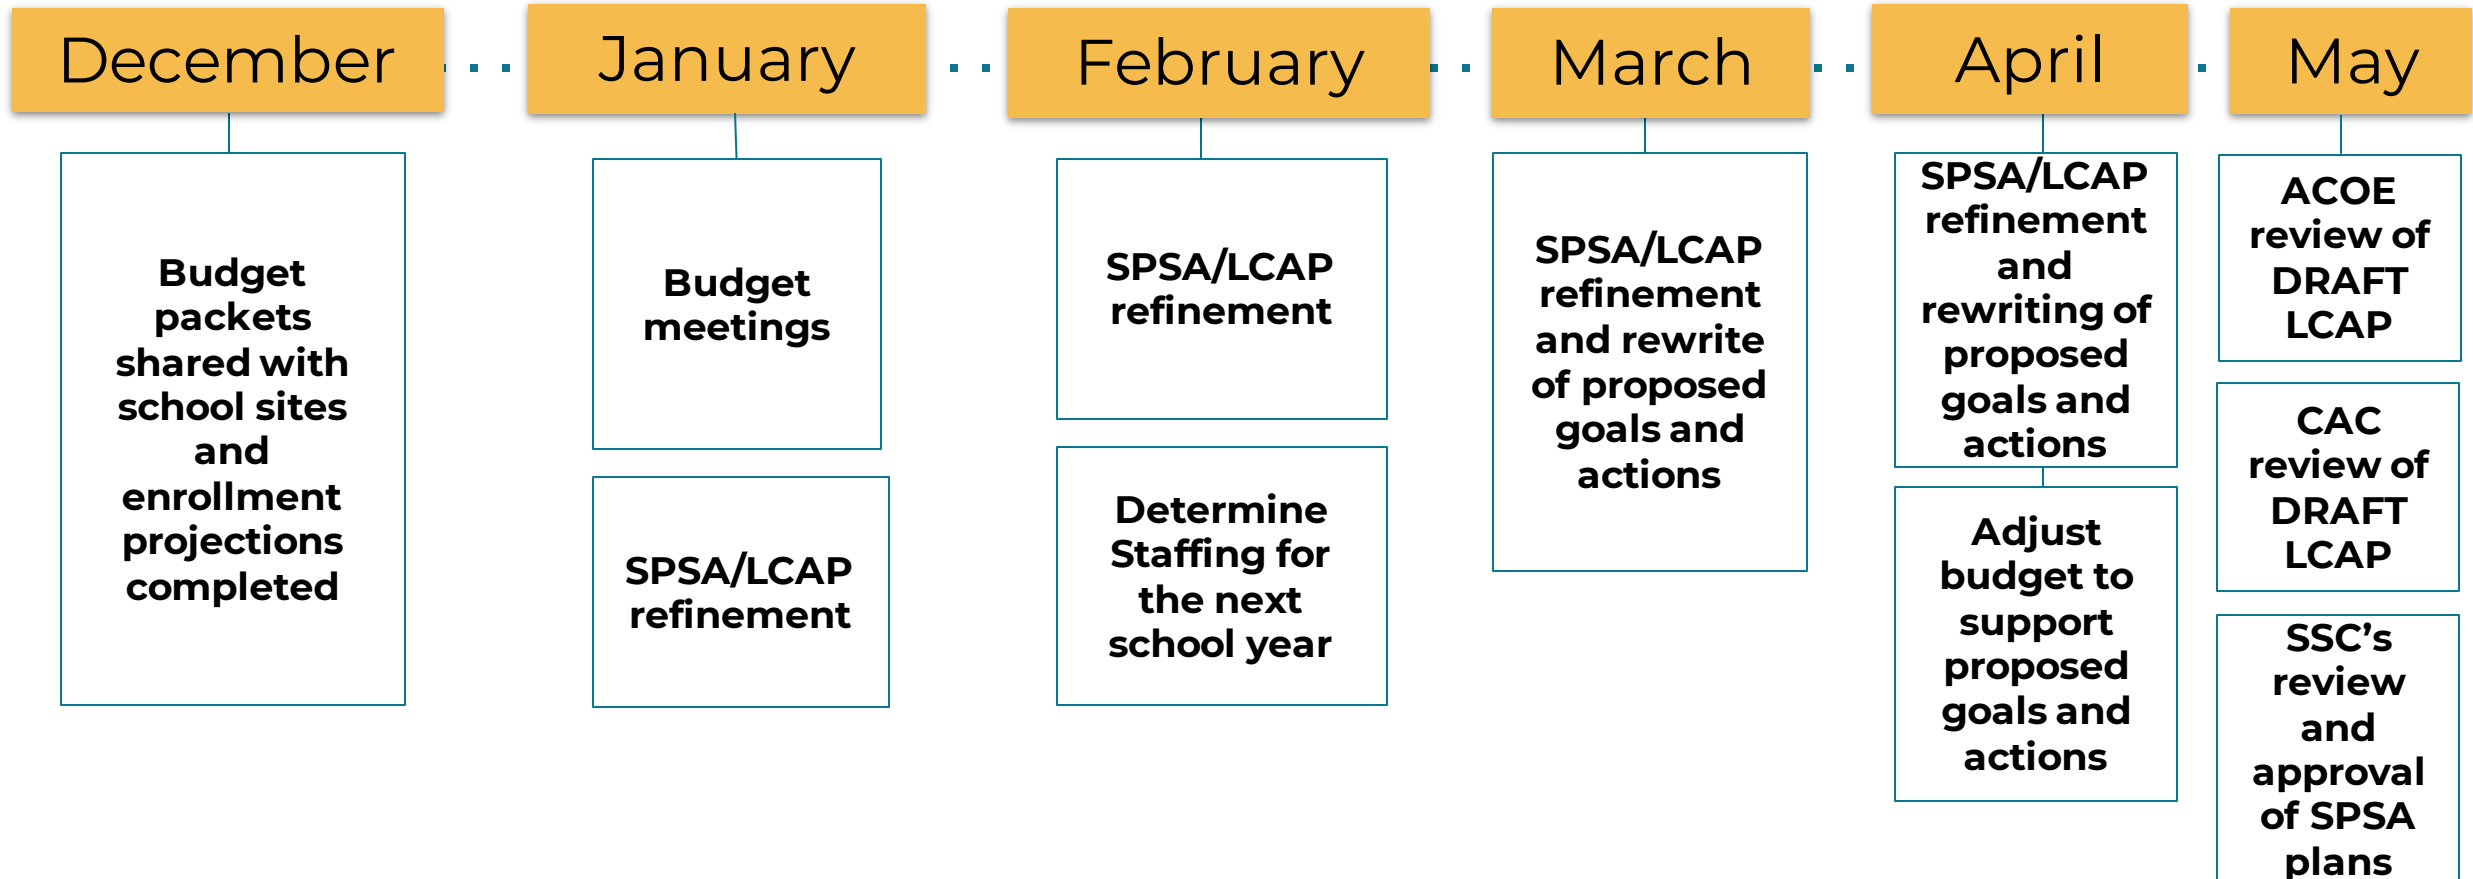 December
January
February
March
April
May
Budget
packets
shared with
school sites
and
enrollment
projections
completed
Budget
meetings
SPSA/LCAP
refinement
SPSA/LCAP
refinement
Determine
Staffing for
the next
school year
SPSA/LCAP
refinement
and rewrite
of proposed
goals and
actions
SPSA/LCAP
refinement
and
rewriting of
proposed
goals and
actions
Adjust
budget to
support
proposed
goals and
actions
ACOE
review of
DRAFT
LCAP
CAC
review of
DRAFT
LCAP
SSC’s
review
and
approval
of SPSA
plans